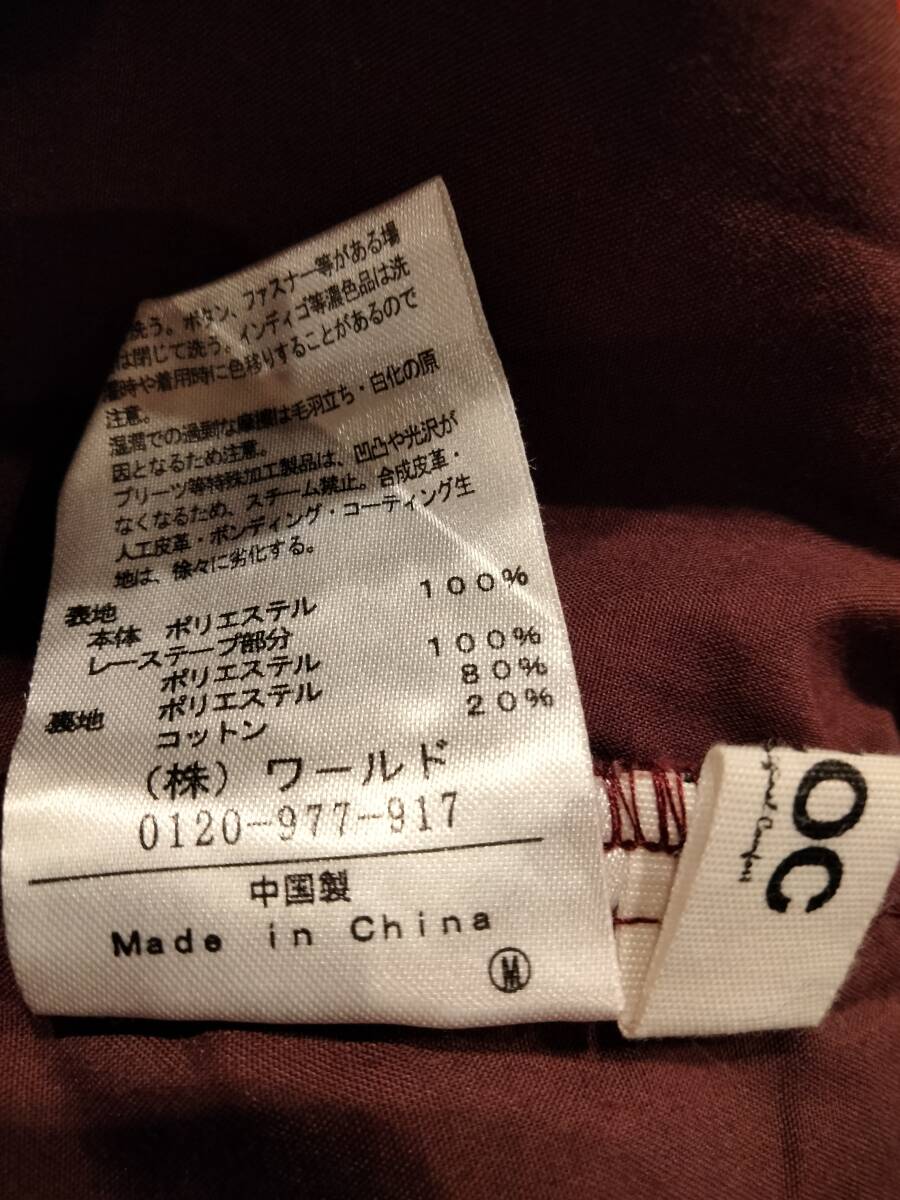 洗う。ボタン、ファスナー等がある場
は閉じて洗う。インディゴ等濃色品は洗
濯時や着用時に色移りすることがあるので
注意。
湿潤での過剰な摩擦は毛羽立ち・白化の原
因となるため注意。
プリーツ等特殊加工製品は、凹凸や光沢が
なくなるため、スチーム禁止。合成皮革・
人工皮革・ボンディング・コーティング生
地は、徐々に劣化する。
表地
本体 ポリエステル 100%
レーステープ部分
ポリエステル 100%
裏地 ポリエステル 80%
コットン 20%
(株) ワールド
0120-977-917
中国製
Made in China
M
OC